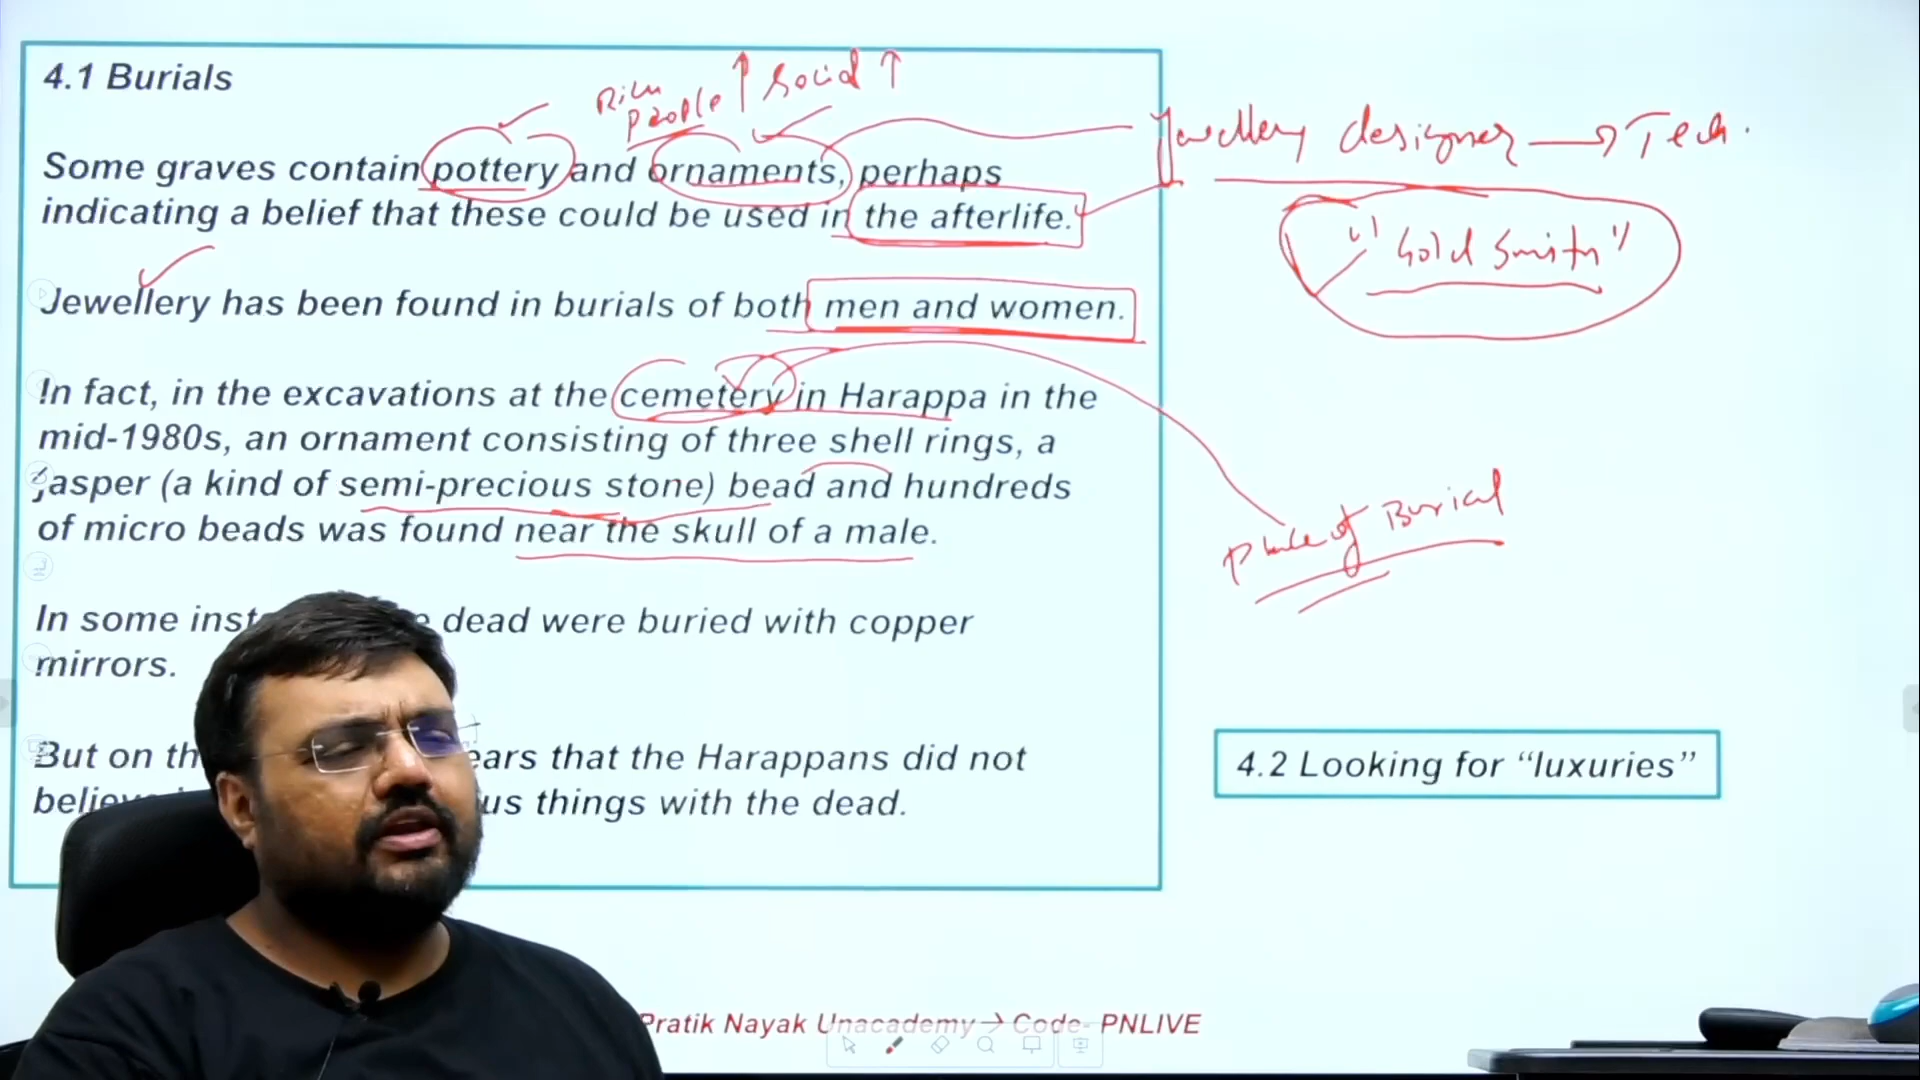 4.1 Burials
Rich people ↑ Gold ↑
Some graves contain pottery and ornaments, perhaps
indicating a belief that these could be used in the afterlife.
Jewellery designer → Tech.
"Gold Smith"
Jewellery has been found in burials of both men and women.
In fact, in the excavations at the cemetery in Harappa in the
mid-1980s, an ornament consisting of three shell rings, a
jasper (a kind of semi-precious stone) bead and hundreds
of micro beads was found near the skull of a male.
place of Burial
In some inst dead were buried with copper
mirrors.
But on th ears that the Harappans did not
believ us things with the dead.
4.2 Looking for “luxuries”
Pratik Nayak Unacademy→ Code- PNLIVE